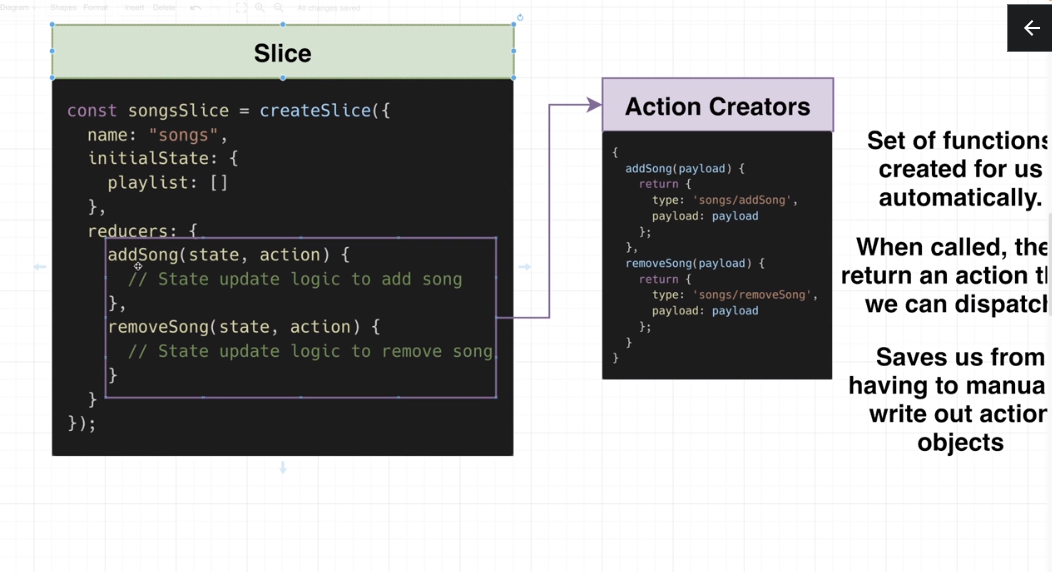 Diagram Shapes Format Insert Delete All changes saved
Slice
const songsSlice = createSlice({
name: "songs",
initialState: {
playlist: []
},
reducers: {
addSong(state, action) {
// State update logic to add song
},
removeSong(state, action) {
// State update logic to remove song
}
}
});
Action Creators
{
addSong(payload) {
return {
type: 'songs/addSong',
payload: payload
};
},
removeSong(payload) {
return {
type: 'songs/removeSong',
payload: payload
};
}
}
Set of functions
created for us
automatically.
When called, the
return an action th
we can dispatch
Saves us from
having to manua
write out action
objects